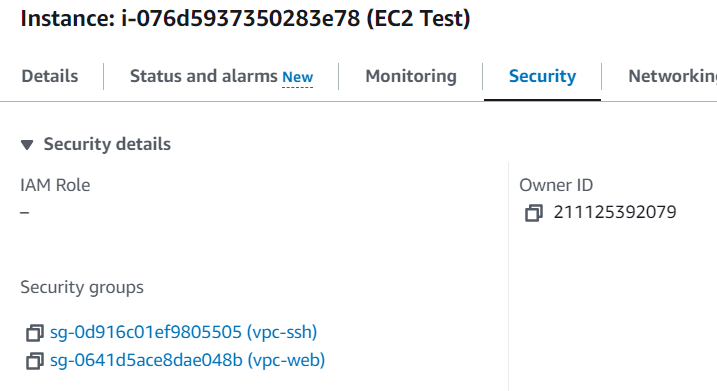 Instance: i-076d5937350283e78 (EC2 Test)
Details Status and alarms New Monitoring Security Networking
Security details
IAM Role
–
Owner ID
211125392079
Security groups
sg-0d916c01ef9805505 (vpc-ssh)
sg-0641d5ace8dae048b (vpc-web)